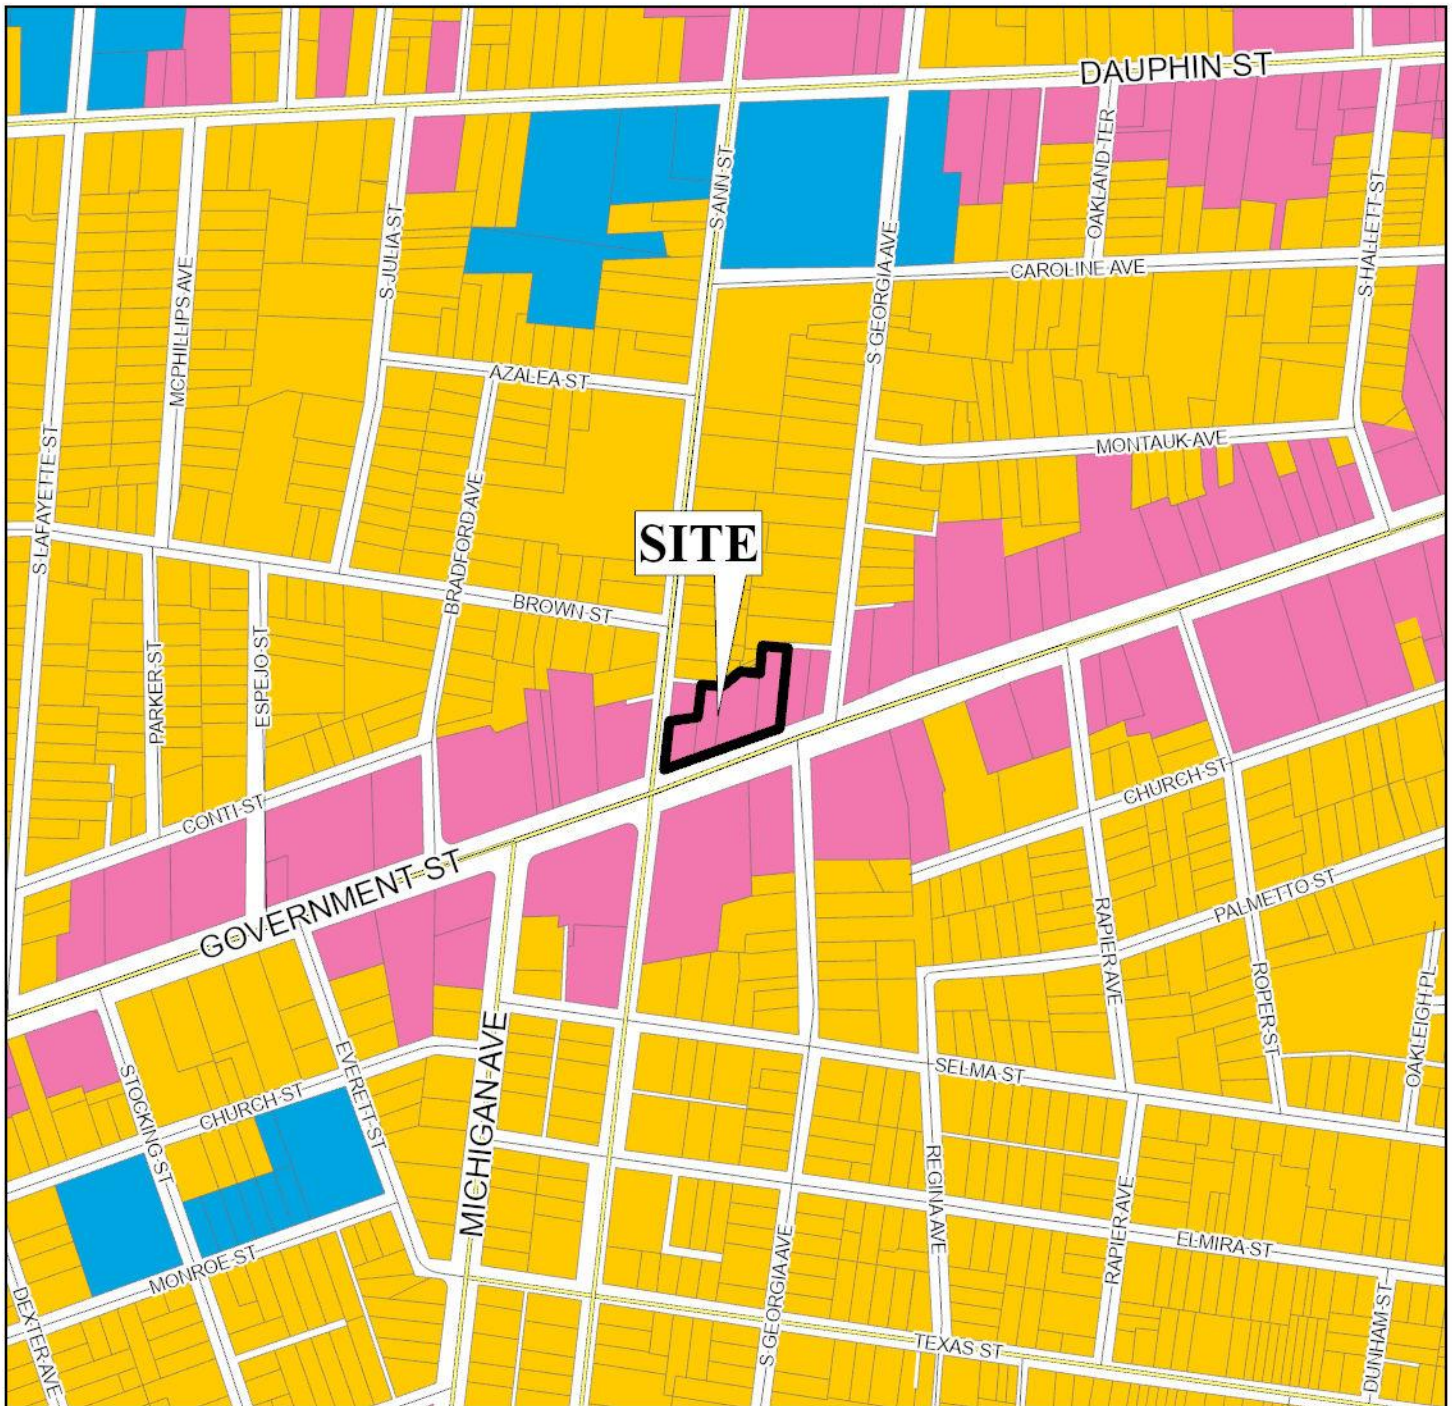 DAUPHIN ST
S ANN ST
OAKLAND TER
S HALLETT ST
S JULIA ST
MCPHILLIPS AVE
S GEORGIA AVE
CAROLINE AVE
AZALEA ST
MONTAUK AVE
S LAFAYETTE ST
BRADFORD AVE
SITE
BROWN ST
PARKER ST
ESPEJO ST
CONTI ST
CHURCH ST
GOVERNMENT ST
PALMETTO ST
RAPIER AVE
ROPER ST
OAKLEIGH PL
MICHIGAN AVE
EVERETT ST
STOCKING ST
CHURCH ST
SELMA ST
REGINA AVE
RAPIER AVE
ELMIRA ST
S GEORGIA AVE
MONROE ST
DEXTER AVE
TEXAS ST
DUNHAM ST